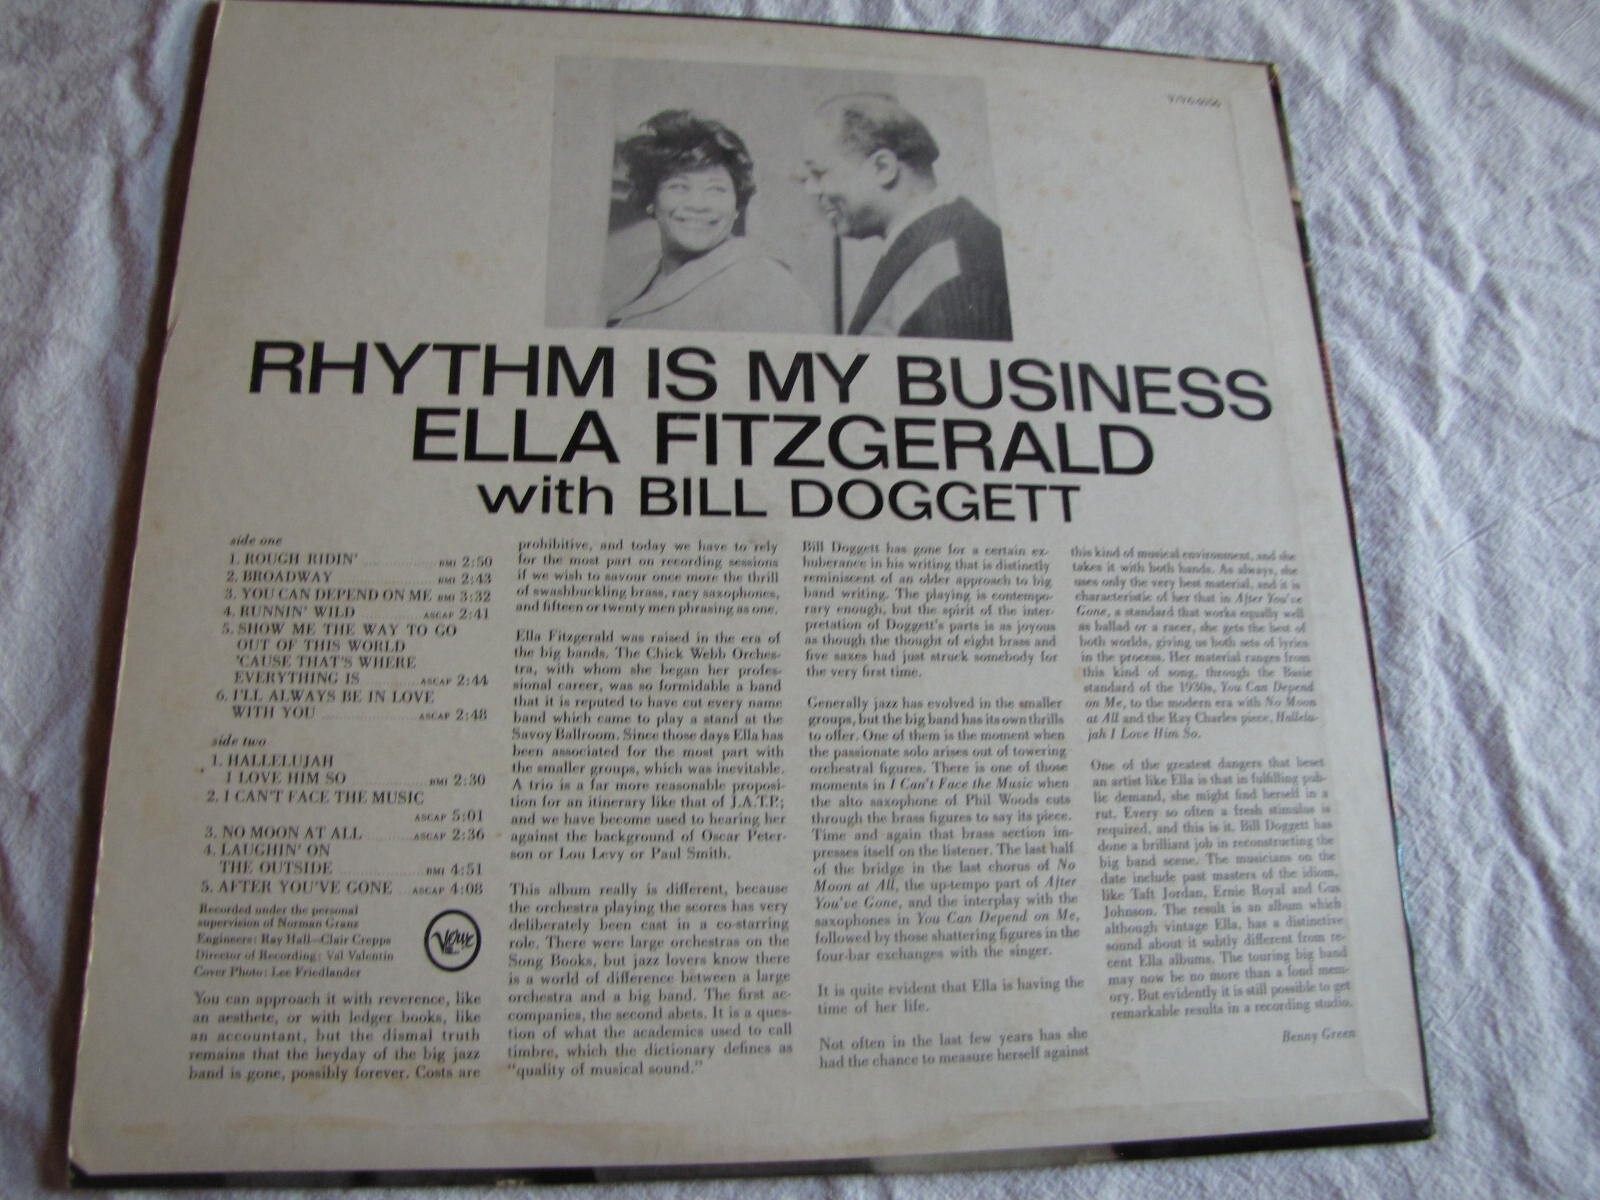 V/V6-4056
RHYTHM IS MY BUSINESS
ELLA FITZGERALD
with BILL DOGGETT
side one
1. ROUGH RIDIN' BMI 2:50
2. BROADWAY BMI 2:43
3. YOU CAN DEPEND ON ME BMI 3:32
4. RUNNIN' WILD ASCAP 2:41
5. SHOW ME THE WAY TO GO
OUT OF THIS WORLD
'CAUSE THAT'S WHERE
EVERYTHING IS ASCAP 2:44
6. I'LL ALWAYS BE IN LOVE
WITH YOU ASCAP 2:48
side two
1. HALLELUJAH
I LOVE HIM SO BMI 2:30
2. I CAN'T FACE THE MUSIC
ASCAP 5:01
3. NO MOON AT ALL ASCAP 2:36
4. LAUGHIN' ON
THE OUTSIDE BMI 4:51
5. AFTER YOU'VE GONE ASCAP 4:08
Recorded under the personal
supervision of Norman Granz
Engineers: Ray Hall—Clair Crepps
Director of Recording: Val Valentin
Cover Photo: Lee Friedlander
Verve
You can approach it with reverence, like
an aesthete, or with ledger books, like
an accountant, but the dismal truth
remains that the heyday of the big jazz
band is gone, possibly forever. Costs are
prohibitive, and today we have to rely
for the most part on recording sessions
if we wish to savour once more the thrill
of swashbuckling brass, racy saxophones,
and fifteen or twenty men phrasing as one.
Ella Fitzgerald was raised in the era of
the big bands. The Chick Webb Orches-
tra, with whom she began her profes-
sional career, was so formidable a band
that it is reputed to have cut every name
band which came to play a stand at the
Savoy Ballroom. Since those days Ella has
been associated for the most part with
the smaller groups, which was inevitable.
A trio is a far more reasonable proposi-
tion for an itinerary like that of J.A.T.P.;
and we have become used to hearing her
against the background of Oscar Peter-
son or Lou Levy or Paul Smith.
This album really is different, because
the orchestra playing the scores has very
deliberately been cast in a co-starring
role. There were large orchestras on the
Song Books, but jazz lovers know there
is a world of difference between a large
orchestra and a big band. The first ac-
companies, the second abets. It is a ques-
tion of what the academics used to call
timbre, which the dictionary defines as
"quality of musical sound."
Bill Doggett has gone for a certain ex-
huberance in his writing that is distinctly
reminiscent of an older approach to big
band writing. The playing is contempo-
rary enough, but the spirit of the inter-
pretation of Doggett's parts is as joyous
as though the thought of eight brass and
five saxes had just struck somebody for
the very first time.
Generally jazz has evolved in the smaller
groups, but the big band has its own thrills
to offer. One of them is the moment when
the passionate solo arises out of towering
orchestral figures. There is one of those
moments in I Can't Face the Music when
the alto saxophone of Phil Woods cuts
through the brass figures to say its piece.
Time and again that brass section im-
presses itself on the listener. The last half
of the bridge in the last chorus of No
Moon at All, the up-tempo part of After
You've Gone, and the interplay with the
saxophones in You Can Depend on Me,
followed by those shattering figures in the
four-bar exchanges with the singer.
It is quite evident that Ella is having the
time of her life.
Not often in the last few years has she
had the chance to measure herself against
this kind of musical environment, and she
takes it with both hands. As always, she
uses only the very best material, and it is
characteristic of her that in After You've
Gone, a standard that works equally well
as ballad or a racer, she gets the best of
both worlds, giving us both sets of lyrics
in the process. Her material ranges from
this kind of song, through the Basie
standard of the 1930s, You Can Depend
on Me, to the modern era with No Moon
at All and the Ray Charles piece, Hallelu-
jah I Love Him So.
One of the greatest dangers that beset
an artist like Ella is that in fulfilling pub-
lic demand, she might find herself in a
rut. Every so often a fresh stimulus is
required, and this is it. Bill Doggett has
done a brilliant job in reconstructing the
big band scene. The musicians on the
date include past masters of the idiom,
like Taft Jordan, Ernie Royal and Gus
Johnson. The result is an album which
although vintage Ella, has a distinctive
sound about it subtly different from re-
cent Ella albums. The touring big band
may now be no more than a fond mem-
ory. But evidently it is still possible to get
remarkable results in a recording studio.
Benny Green